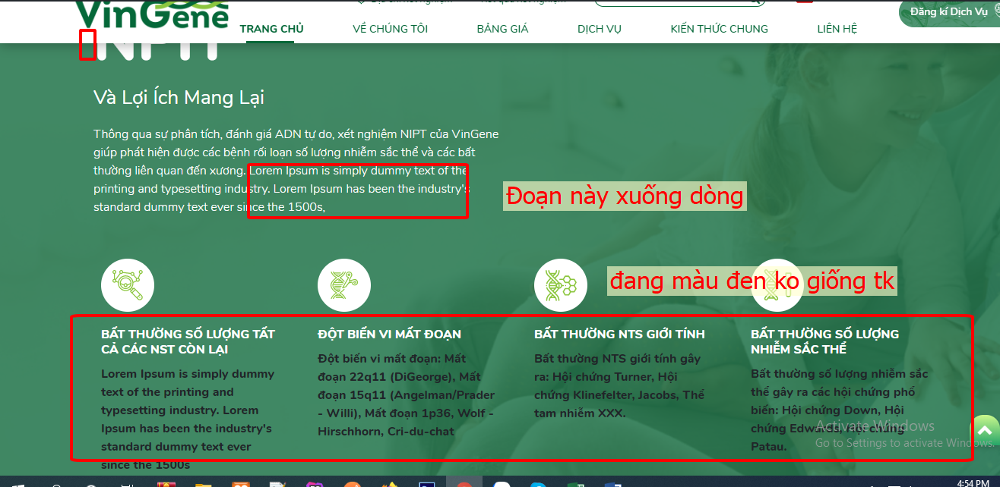 VinGene
Đăng kí Dịch Vụ
TRANG CHỦ VỀ CHÚNG TÔI BẢNG GIÁ DỊCH VỤ KIẾN THỨC CHUNG LIÊN HỆ
Và Lợi Ích Mang Lại
Thông qua sự phân tích, đánh giá ADN tự do, xét nghiệm NIPT của VinGene
giúp phát hiện được các bệnh rối loạn số lượng nhiễm sắc thể và các bất
thường liên quan đến xương. Lorem Ipsum is simply dummy text of the
printing and typesetting industry. Lorem Ipsum has been the industry's
standard dummy text ever since the 1500s,
Đoạn này xuống dòng
đang màu đen ko giống tk
BẤT THƯỜNG SỐ LƯỢNG TẤT
CẢ CÁC NST CÒN LẠI
Lorem Ipsum is simply dummy
text of the printing and
typesetting industry. Lorem
Ipsum has been the industry's
standard dummy text ever
since the 1500s
ĐỘT BIẾN VI MẤT ĐOẠN
Đột biến vi mất đoạn: Mất
đoạn 22q11 (DiGeorge), Mất
đoạn 15q11 (Angelman/Prader
- Willi), Mất đoạn 1p36, Wolf -
Hirschhorn, Cri-du-chat
BẤT THƯỜNG NTS GIỚI TÍNH
Bất thường NTS giới tính gây
ra: Hội chứng Turner, Hội
chứng Klinefelter, Jacobs, Thể
tam nhiễm XXX.
BẤT THƯỜNG SỐ LƯỢNG
NHIỄM SẮC THỂ
Bất thường số lượng nhiễm sắc
thể gây ra các hội chứng phổ
biến: Hội chứng Down, Hội
chứng Edwards, Hội chứng
Patau.
Activate Windows
Go to Settings to activate Windows.
4:54 PM